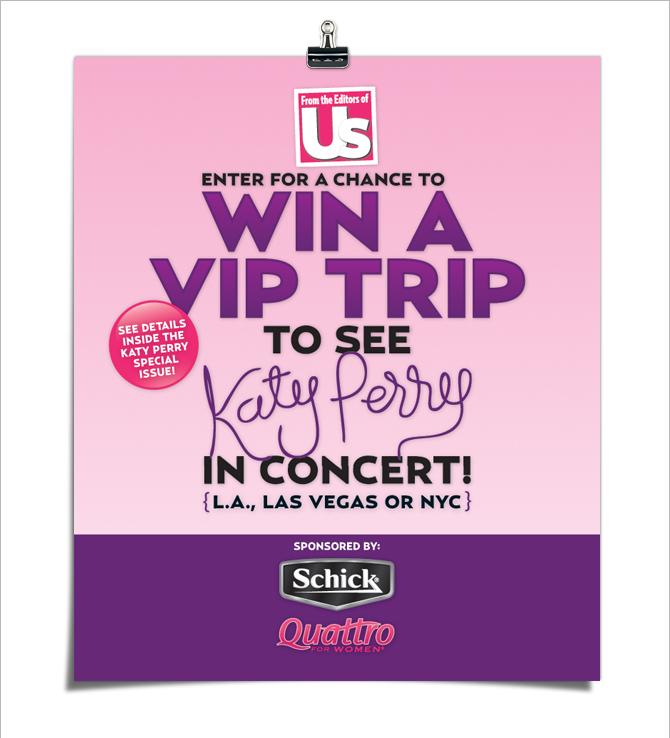 From the Editors of
Us
ENTER FOR A CHANCE TO
WIN A
VIP TRIP
SEE DETAILS
INSIDE THE
KATY PERRY
SPECIAL
ISSUE!
TO SEE
Katy Perry
IN CONCERT!
{L.A., LAS VEGAS OR NYC}
SPONSORED BY:
Schick®
Quattro
FOR WOMEN®